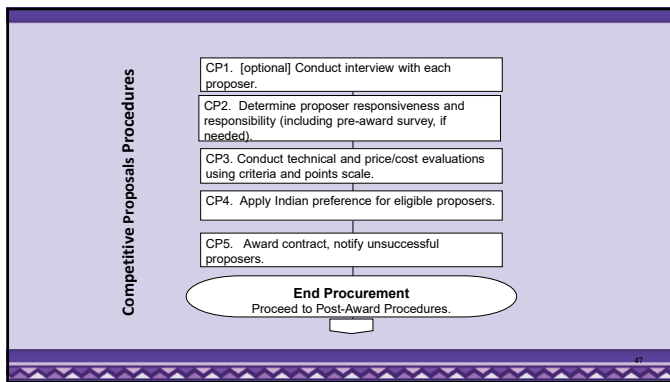 Competitive Proposals Procedures
CP1. [optional] Conduct interview with each
proposer.
CP2. Determine proposer responsiveness and
responsibility (including pre-award survey, if
needed).
CP3. Conduct technical and price/cost evaluations
using criteria and points scale.
CP4. Apply Indian preference for eligible proposers.
CP5. Award contract, notify unsuccessful
proposers.
End Procurement
Proceed to Post-Award Procedures.
47